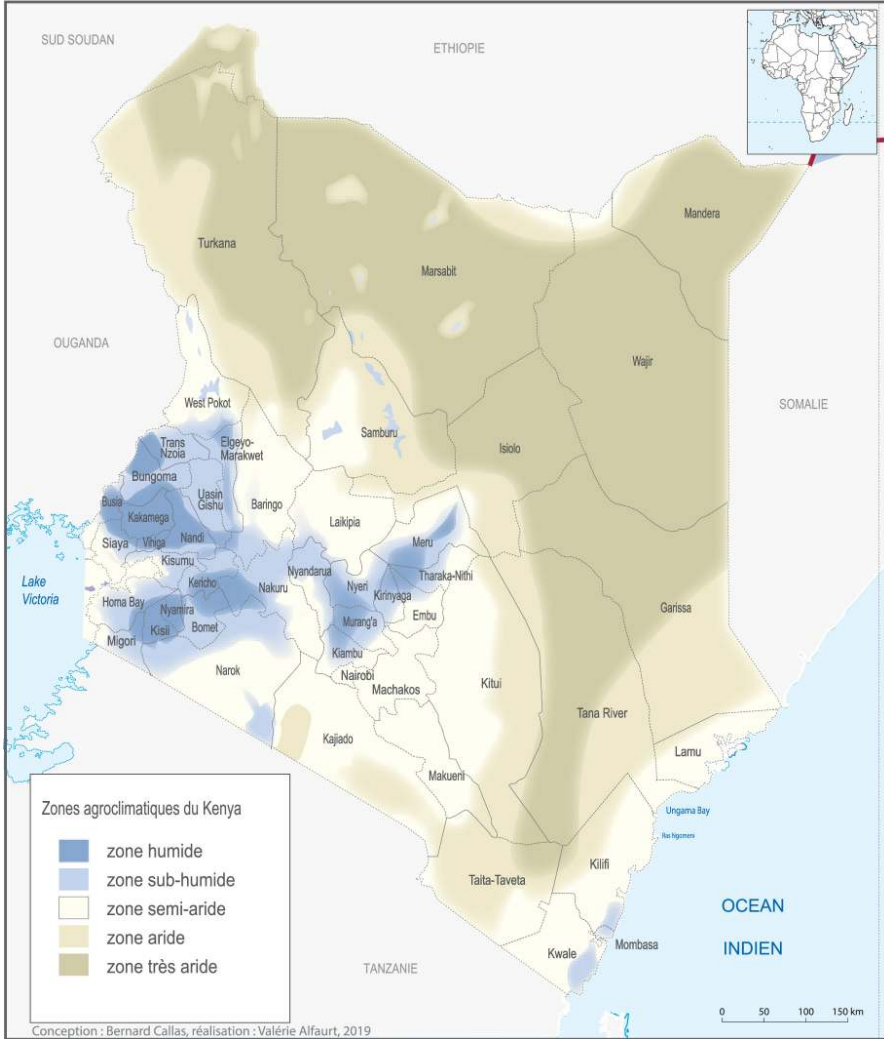 SUD SOUDAN
ETHIOPIE
Mandera
Turkana
Marsabit
OUGANDA
Wajir
SOMALIE
West Pokot
Samburu
Isiolo
Trans
Nzoia
Elgeyo-
Marakwet
Bungoma
Uasin
Gishu
Baringo
Busia
Kakamega
Laikipia
Siaya
Vihiga
Nandi
Meru
Kisumu
Nyandarua
Lake
Victoria
Kericho
Nakuru
Nyeri
Tharaka-Nithi
Homa Bay
Nyamira
Kirinyaga
Embu
Garissa
Kisii
Bomet
Murang'a
Migori
Kiambu
Narok
Nairobi
Machakos
Kitui
Tana River
Kajiado
Lamu
Makueni
Ungama Bay
Ras Ngomeni
Kilifi
Taita-Taveta
OCEAN
INDIEN
Mombasa
Kwale
TANZANIE
Zones agroclimatiques du Kenya
zone humide
zone sub-humide
zone semi-aride
zone aride
zone très aride
0 50 100 150 km
Conception : Bernard Callas, réalisation : Valérie Alfaurt, 2019